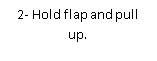 2- Hold flap and pull
up.